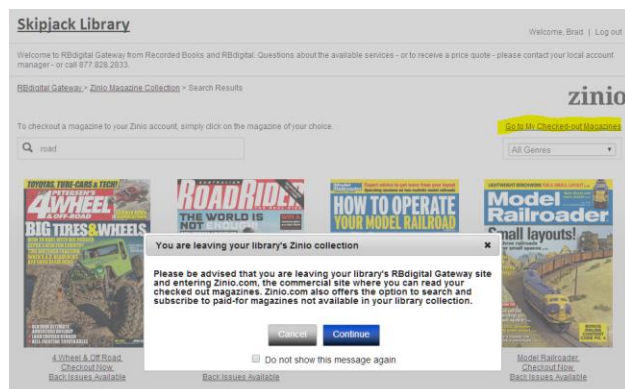 Skipjack Library
Welcome, Brad | Log out
Welcome to RBdigital Gateway from Recorded Books and RBdigital. Questions about the available services - or to receive a price quote - please contact your local account
manager - or call 877.828.2833.
RBdigital Gateway > Zinio Magazine Collection > Search Results
zinio
To checkout a magazine to your Zinio account, simply click on the magazine of your choice.
Go to My Checked-out Magazines
road
All Genres
TOYOTAS, TUBE-CARS & TECH!
PETERSEN'S
4WHEEL
& OFF-ROAD
BIG TIRES & WHEELS
ROADRIDER
THE WORLD IS
NOT ENOUGH!
HOW TO OPERATE
YOUR MODEL RAILROAD
Model
Railroader
Small layouts!
You are leaving your library's Zinio collection
Please be advised that you are leaving your library's RBdigital Gateway site
and entering Zinio.com, the commercial site where you can read your
checked out magazines. Zinio.com also offers the option to search and
subscribe to paid-for magazines not available in your library collection.
Cancel
Continue
Do not show this message again
4 Wheel & Off Road
Checkout Now
Back Issues Available
Back Issues Available
Model Railroader
Checkout Now
Back Issues Available